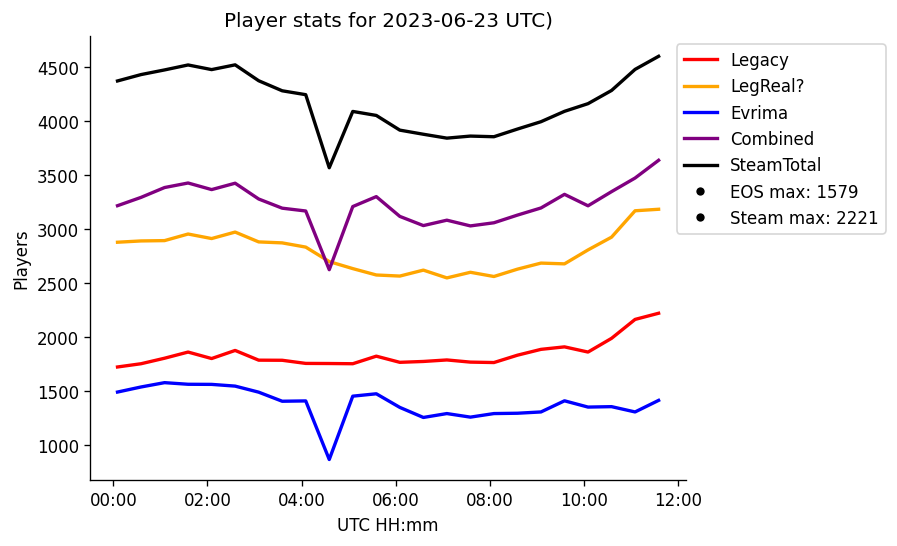 Player stats for 2023-06-23 UTC)
Legacy
LegReal?
Evrima
Combined
SteamTotal
EOS max: 1579
Steam max: 2221
Players
4500
4000
3500
3000
2500
2000
1500
1000
00:00 02:00 04:00 06:00 08:00 10:00 12:00
UTC HH:mm